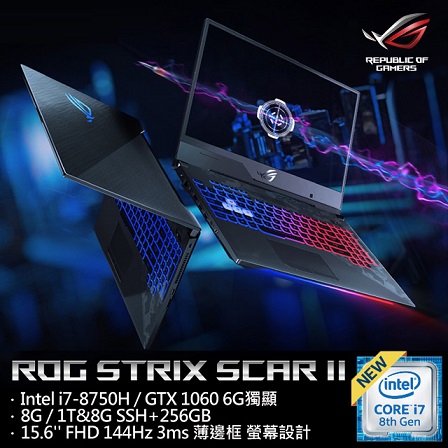 REPUBLIC OF
GAMERS
ROG STRIX SCAR II
· Intel i7-8750H / GTX 1060 6G獨顯
· 8G / 1T&8G SSH+256GB
· 15.6'' FHD 144Hz 3ms 薄邊框 螢幕設計
NEW
intel
CORE i7
8th Gen